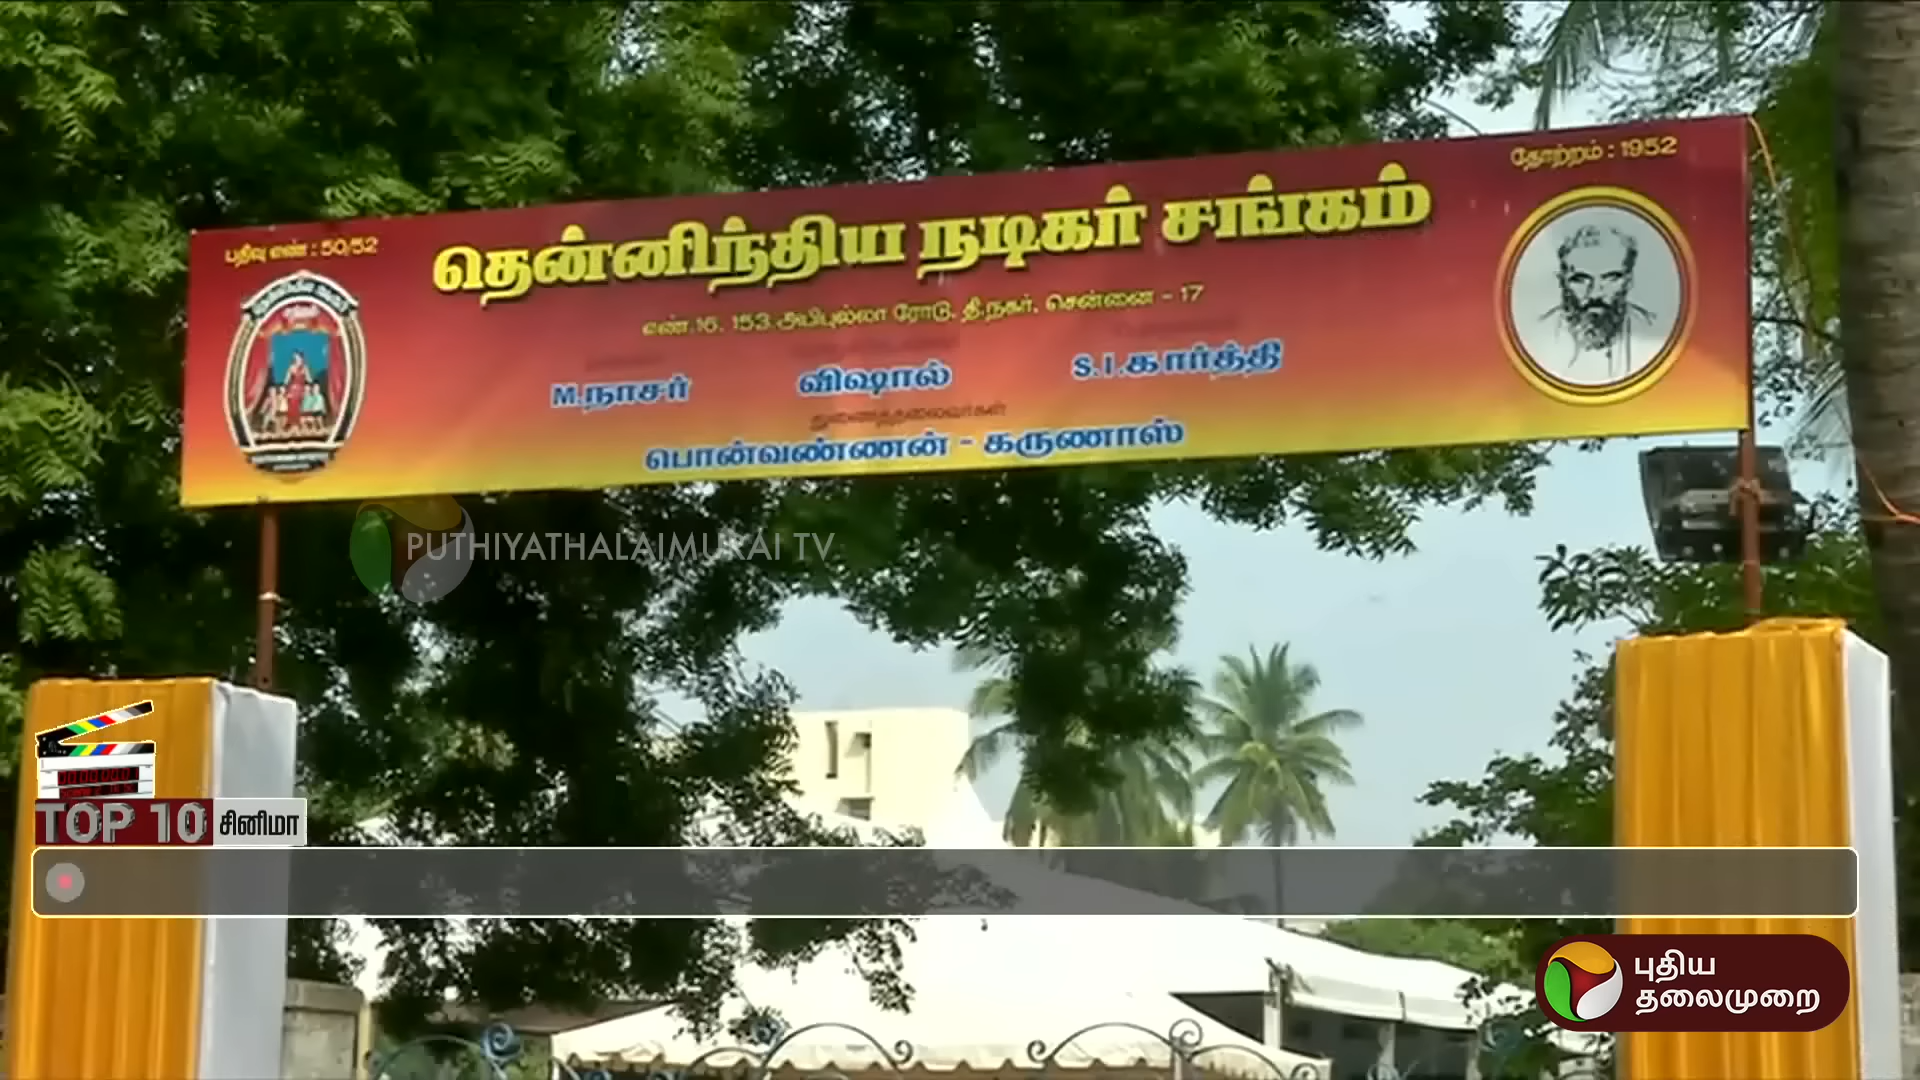 தோற்றம் : 1952
பதிவு எண் : 50/52
தென்னிந்திய நடிகர் சங்கம்
எண்.16, 153, அபிபுல்லா ரோடு, தி.நகர், சென்னை - 17
M.நாசர் விஷால் S.I.கார்த்தி
துணைத்தலைவர்கள்
பொன்வண்ணன் - கருணாஸ்
PUTHIYATHALAIMURAI TV
TOP 10 சினிமா
புதிய
தலைமுறை